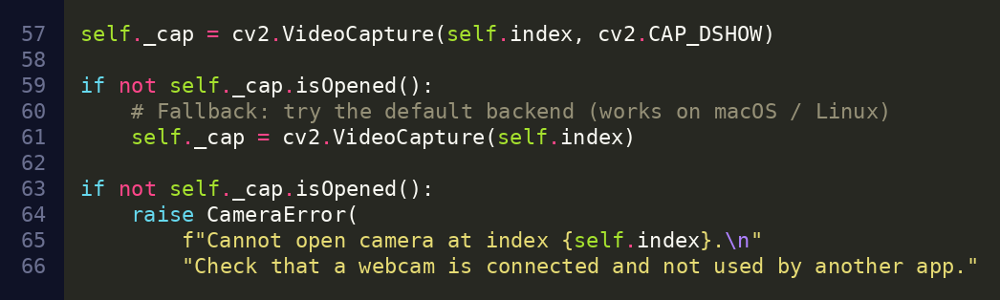 57 self._cap = cv2.VideoCapture(self.index, cv2.CAP_DSHOW)
58
59 if not self._cap.isOpened():
60     # Fallback: try the default backend (works on macOS / Linux)
61     self._cap = cv2.VideoCapture(self.index)
62
63 if not self._cap.isOpened():
64     raise CameraError(
65         f"Cannot open camera at index {self.index}.\n"
66         "Check that a webcam is connected and not used by another app."